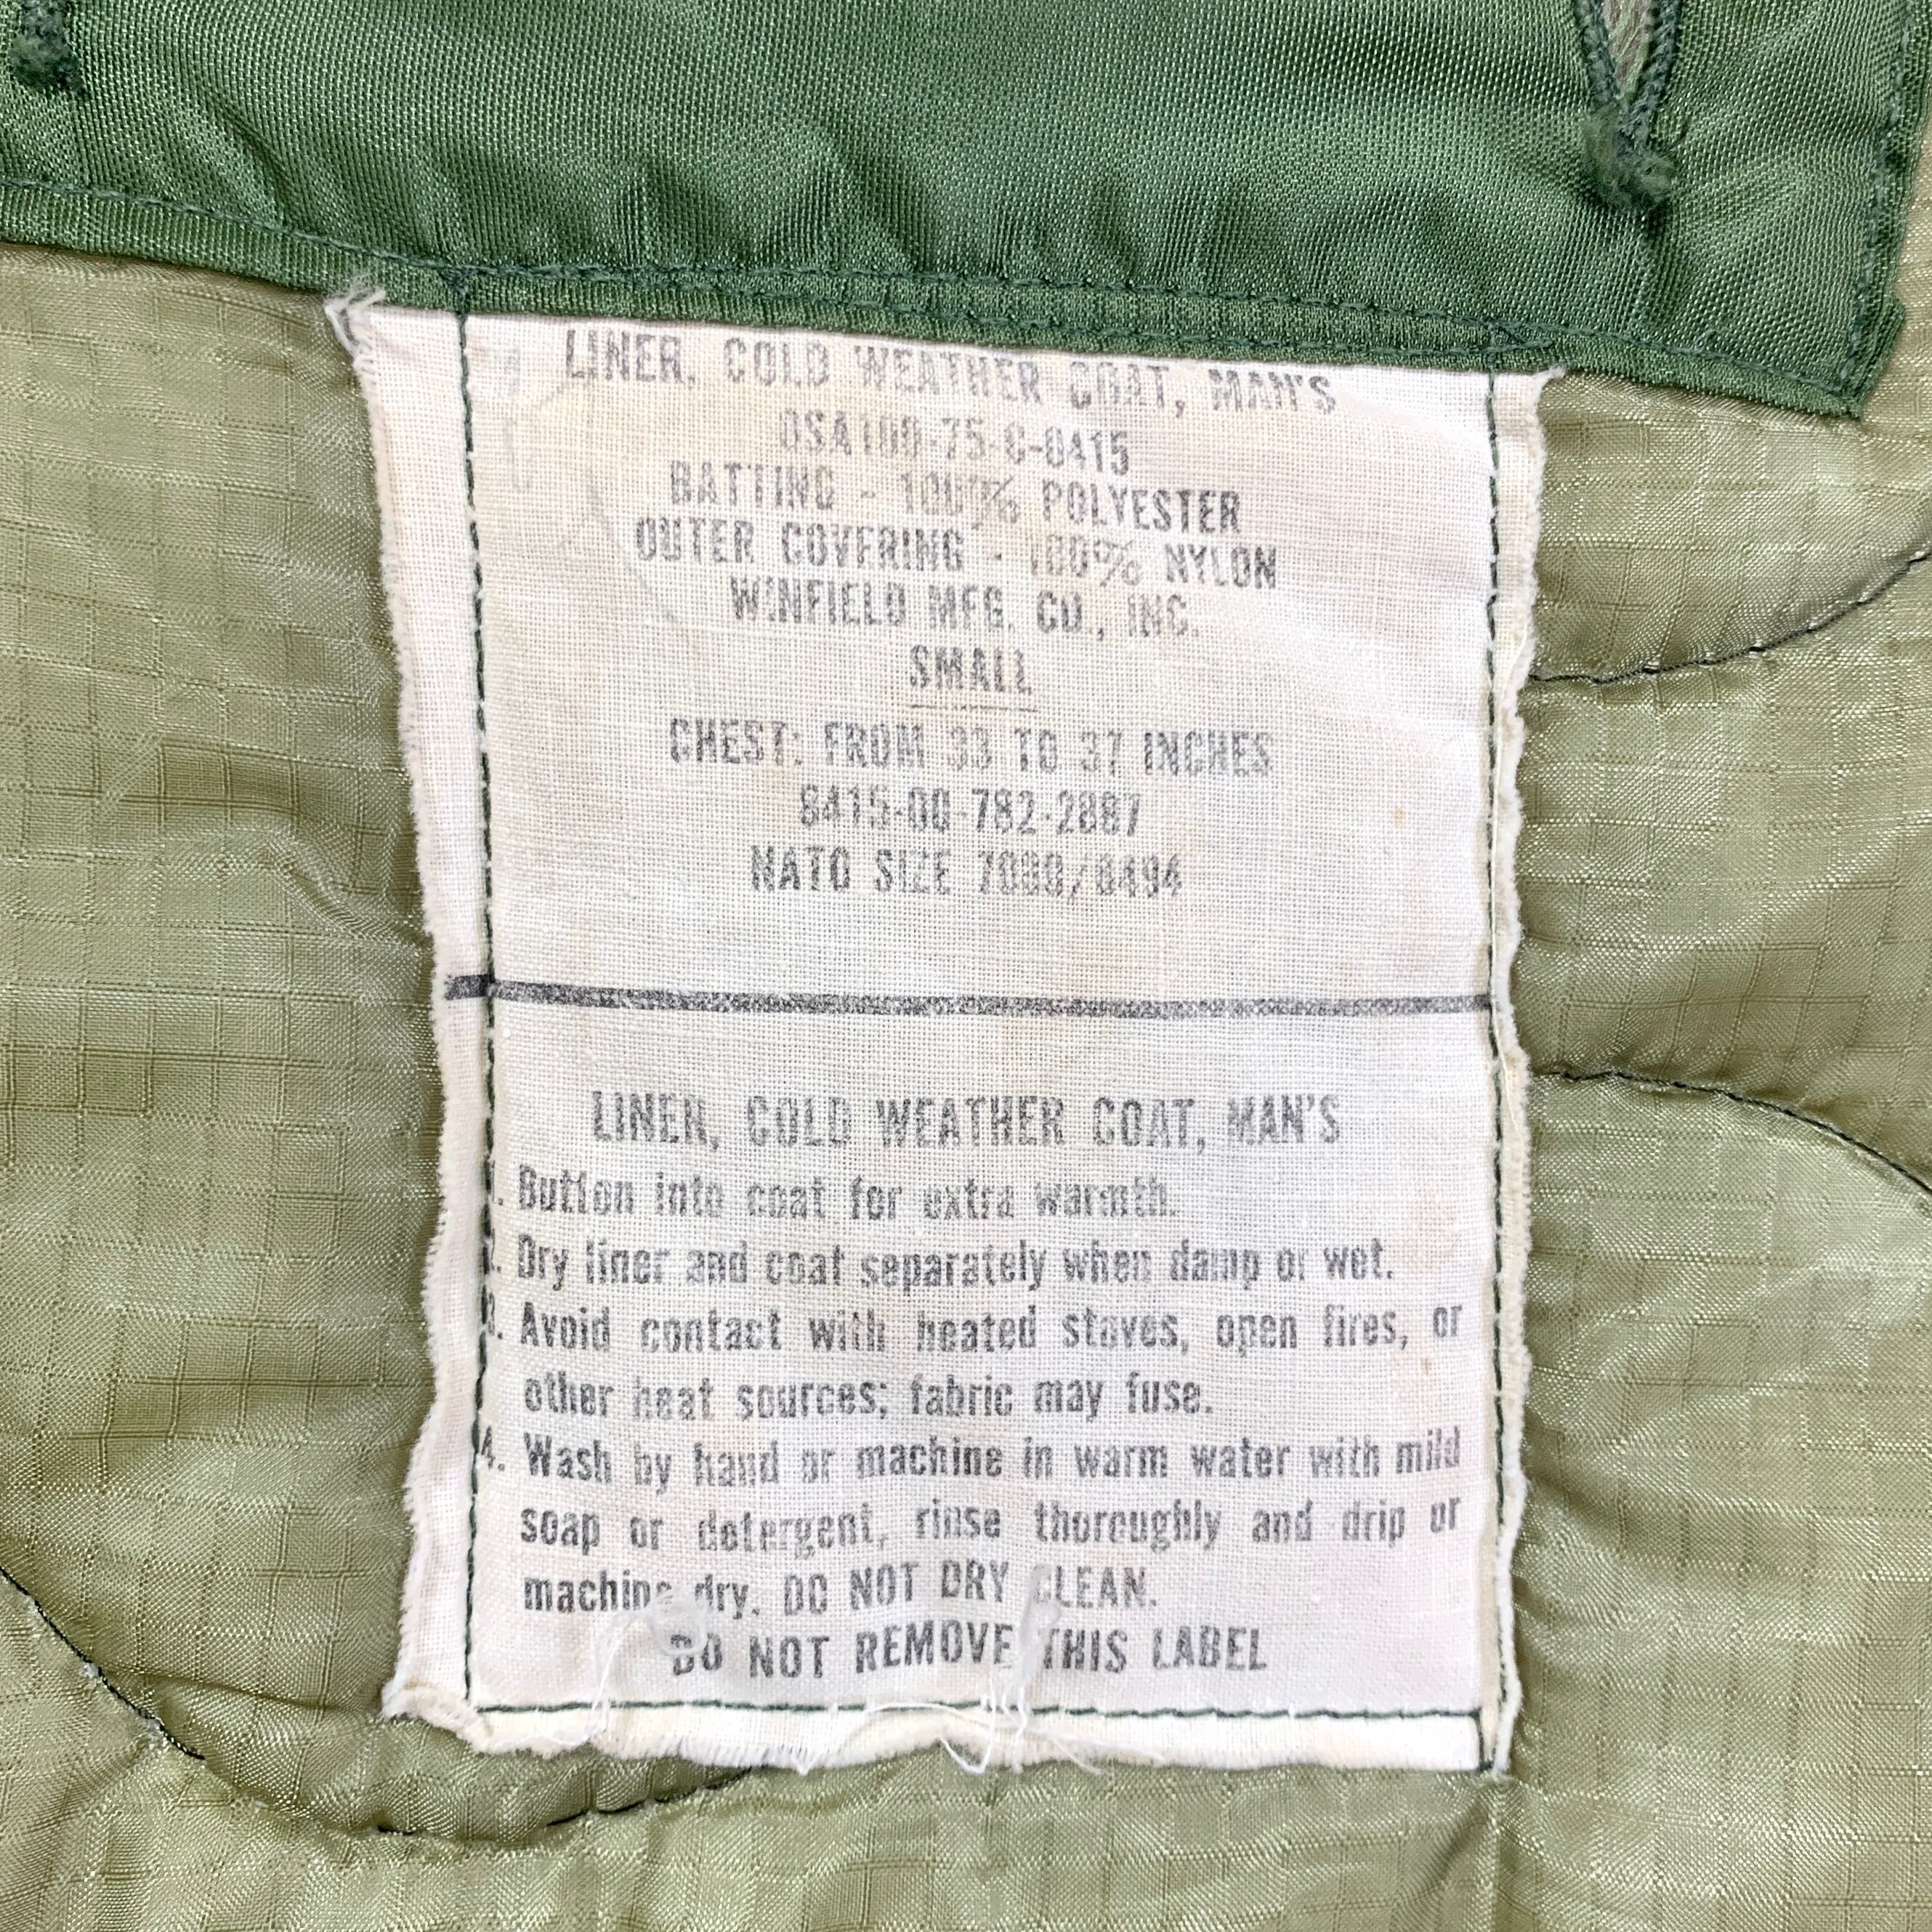 LINER, COLD WEATHER COAT, MAN'S
DSA100-75-C-0415
BATTING - 100% POLYESTER
OUTER COVERING - 100% NYLON
WINFIELD MFG. CO., INC.
SMALL
CHEST: FROM 33 TO 37 INCHES
8415-00-782-2887
NATO SIZE
LINER, COLD WEATHER COAT, MAN'S
1. Button into coat for extra warmth.
2. Dry liner and coat separately when damp or wet.
3. Avoid contact with heated stoves, open fires, or
other heat sources; fabric may fuse.
4. Wash by hand or machine in warm water with mild
soap or detergent, rinse thoroughly and drip or
machine dry. DO NOT DRY CLEAN.
DO NOT REMOVE THIS LABEL